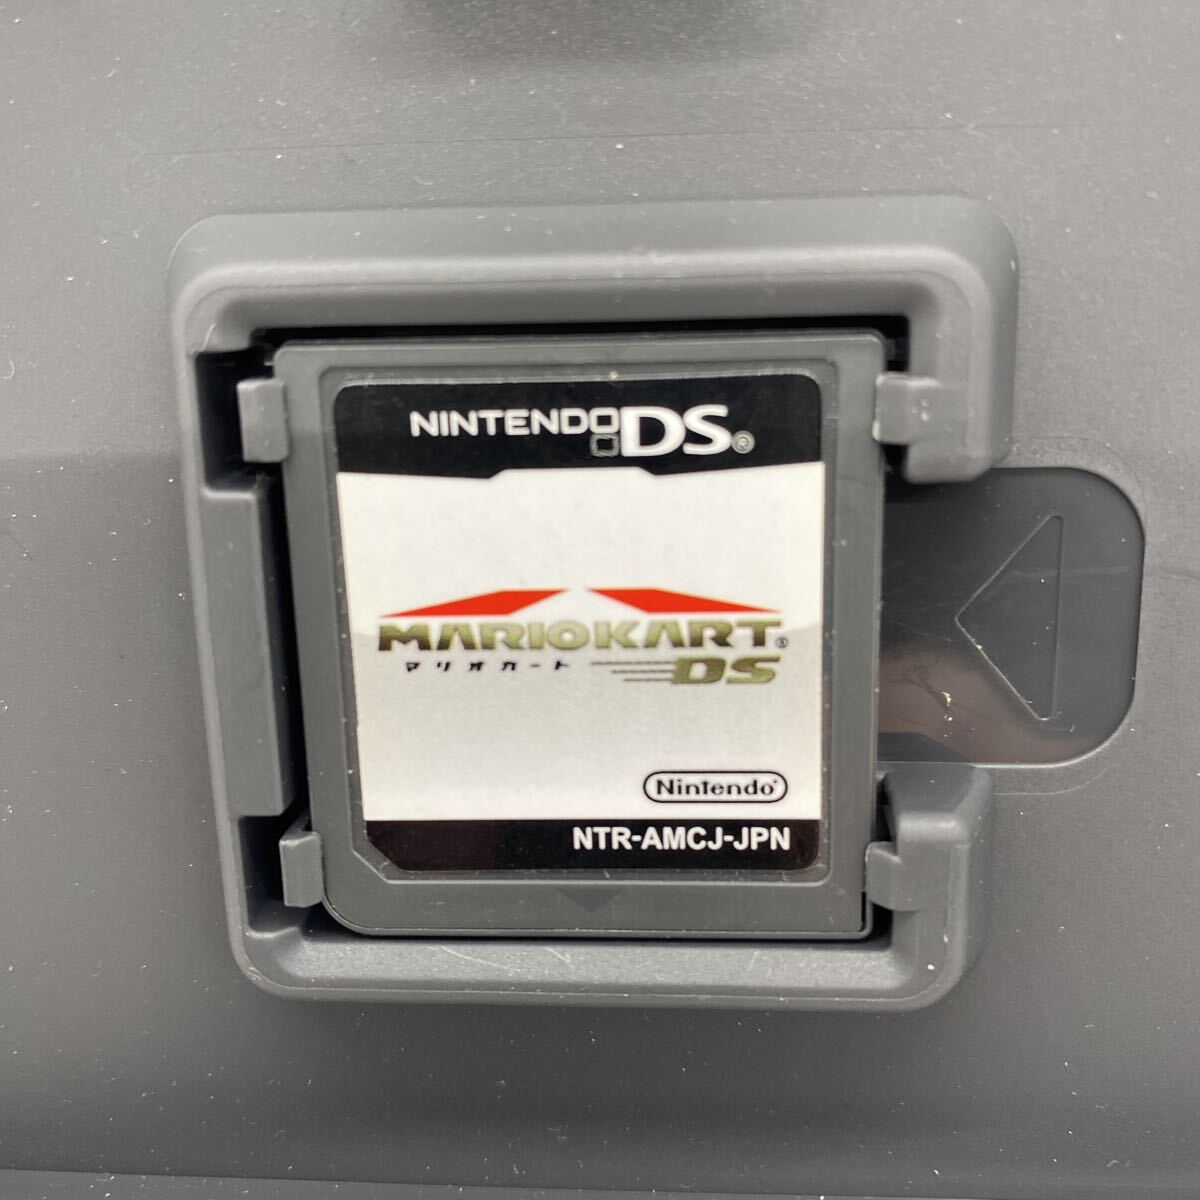 NINTENDO DS®
MARIOKART®
マリオカート DS
Nintendo®
NTR-AMCJ-JPN